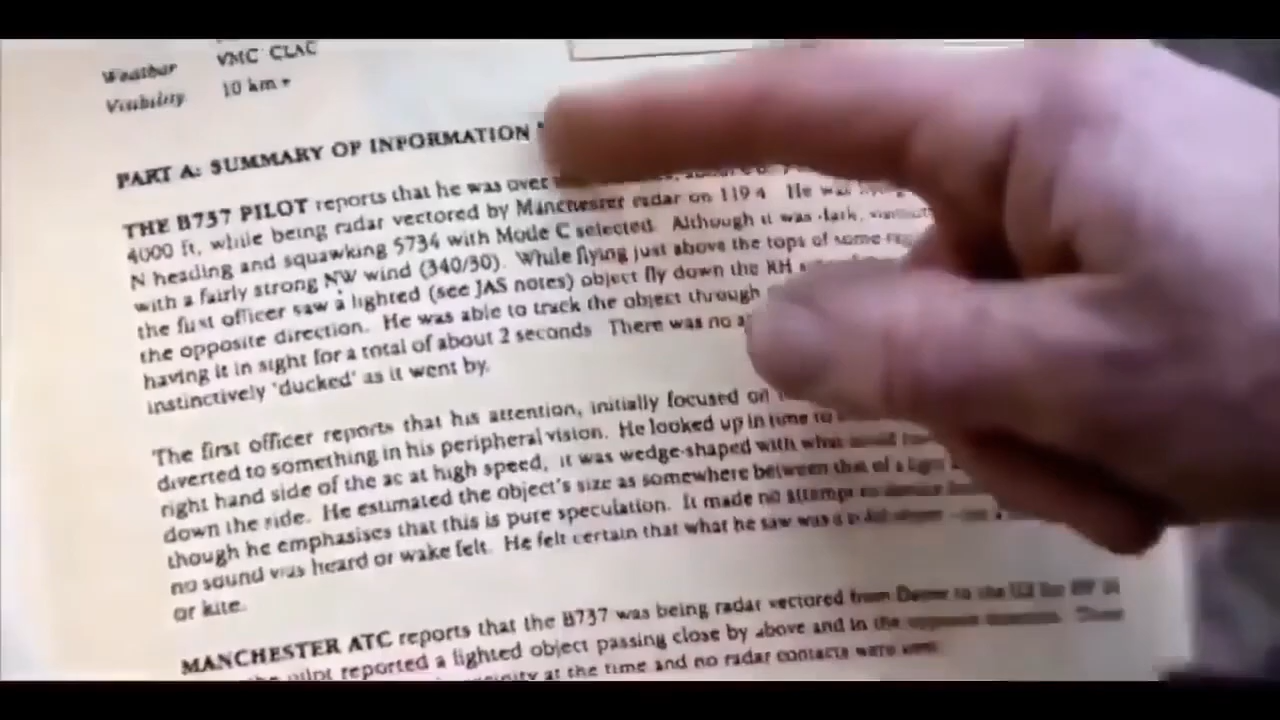 Weather VMC CLAC
Visibility 10 km +
PART A: SUMMARY OF INFORMATION
THE B737 PILOT reports that he was over
4000 ft, while being radar vectored by Manchester radar on 119 4 He was
N heading and squawking 5734 with Mode C selected. Although it was dark,
with a fairly strong NW wind (340/30). While flying just above the tops of some
the first officer saw a lighted (see JAS notes) object fly down the RH
the opposite direction. He was able to track the object through
having it in sight for a total of about 2 seconds There was no
instinctively 'ducked' as it went by.
The first officer reports that his attention, initially focused on
diverted to something in his peripheral vision. He looked up in time to
right hand side of the ac at high speed, it was wedge-shaped with what
down the side. He estimated the object's size as somewhere between that of a light
though he emphasises that this is pure speculation. It made no attempt to
no sound was heard or wake felt. He felt certain that what he saw was a
or kite.
MANCHESTER ATC reports that the B737 was being radar vectored from Dayne to the
the pilot reported a lighted object passing close by above and in the opposite direction. There
at the time and no radar contacts were seen.